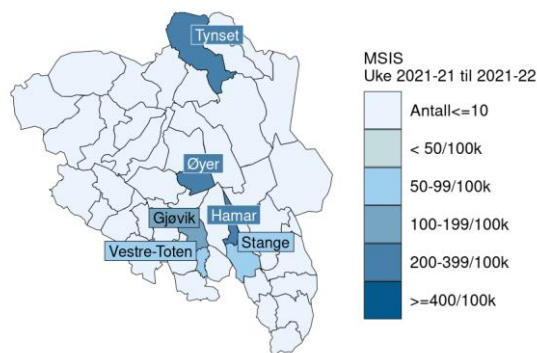 Tynset
Øyer
Gjøvik
Hamar
Vestre-Toten
Stange
MSIS
Uke 2021-21 til 2021-22
Antall<=10
< 50/100k
50-99/100k
100-199/100k
200-399/100k
>=400/100k